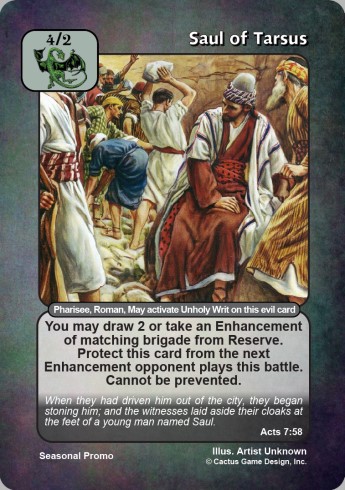 4/2
Saul of Tarsus
Pharisee, Roman, May activate Unholy Writ on this evil card
You may draw 2 or take an Enhancement
of matching brigade from Reserve.
Protect this card from the next
Enhancement opponent plays this battle.
Cannot be prevented.
When they had driven him out of the city, they began
stoning him; and the witnesses laid aside their cloaks at
the feet of a young man named Saul.
Acts 7:58
Illus. Artist Unknown
Seasonal Promo
© Cactus Game Design, Inc.